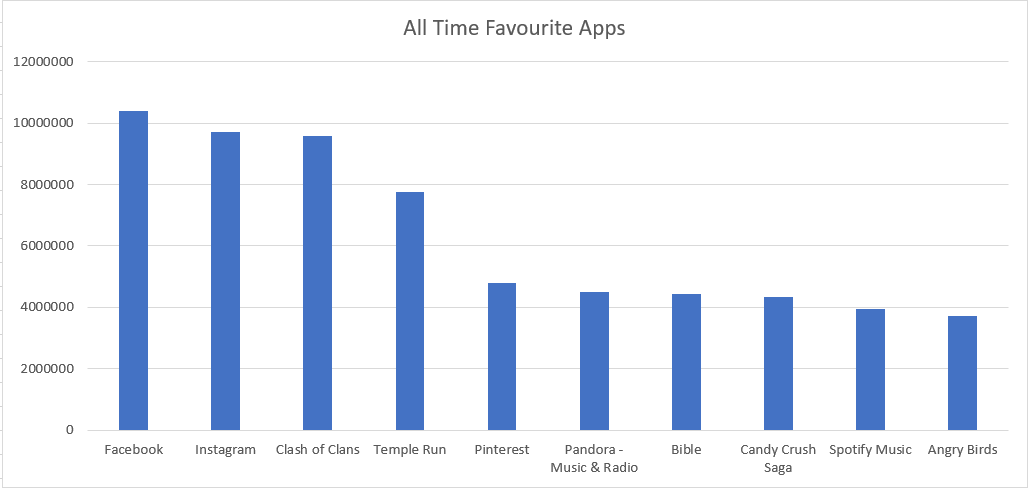 All Time Favourite Apps
12000000
10000000
8000000
6000000
4000000
2000000
0
Facebook
Instagram
Clash of Clans
Temple Run
Pinterest
Pandora -
Music & Radio
Bible
Candy Crush
Saga
Spotify Music
Angry Birds